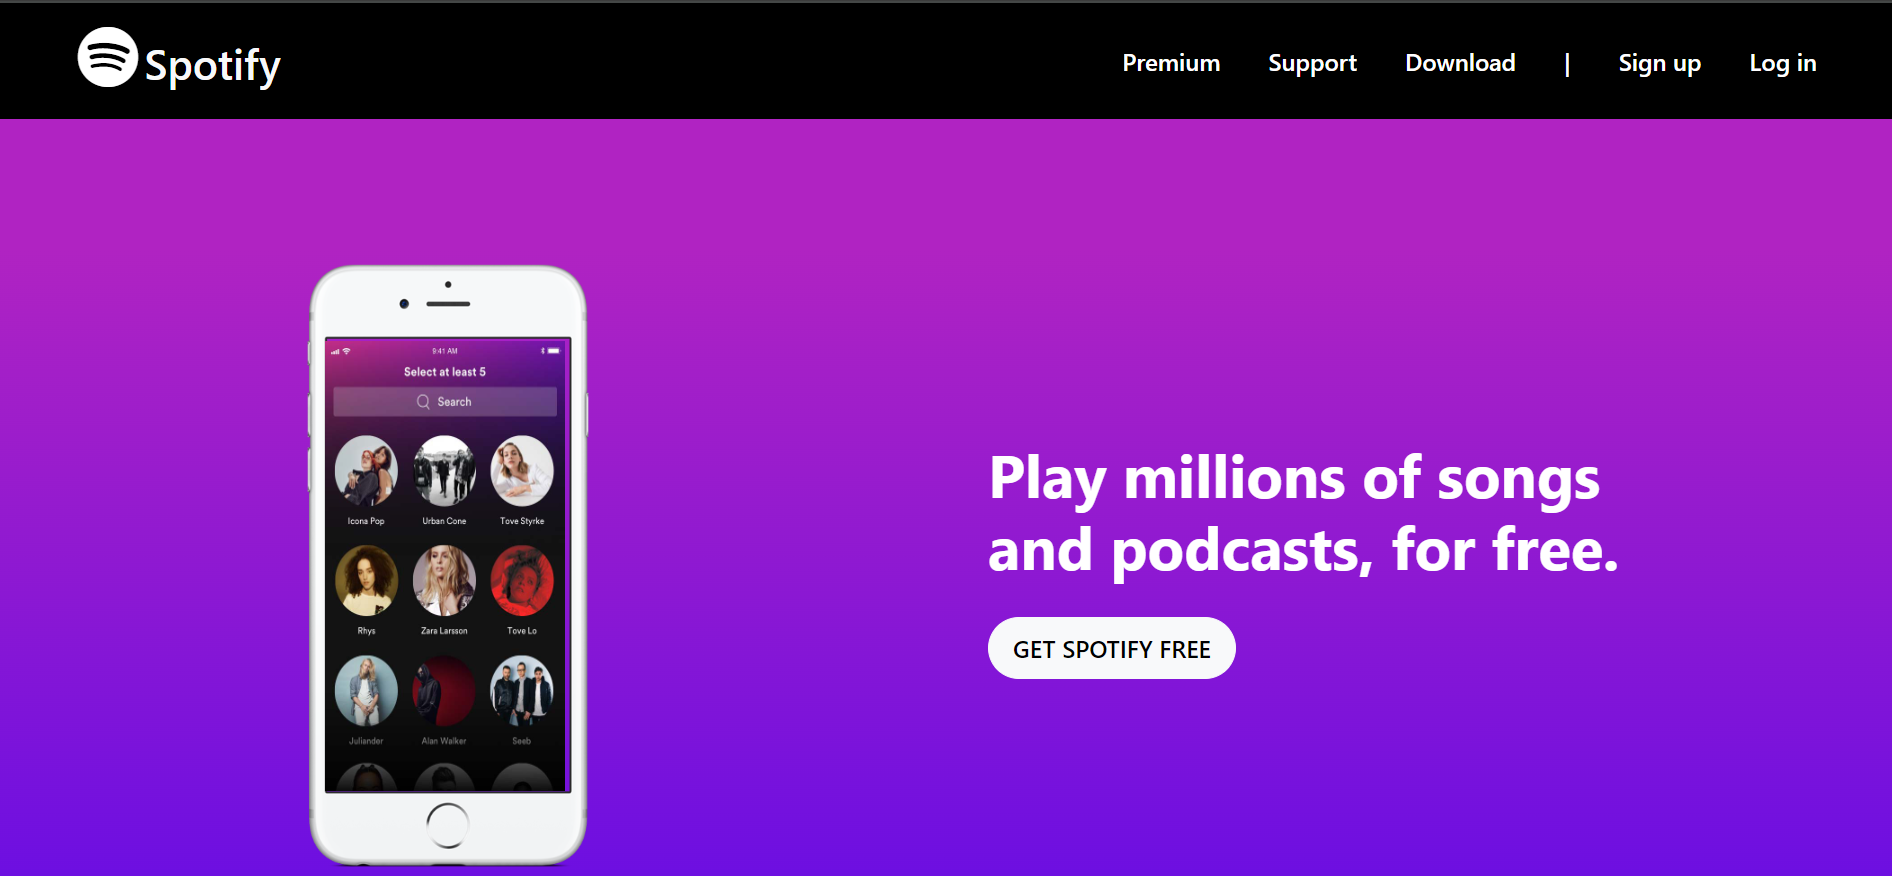 Spotify
Premium Support Download | Sign up Log in
9:41 AM
Select at least 5
Search
Icona Pop Urban Cone Tove Styrke
Rhys Zara Larsson Tove Lo
Juliander Alan Walker Seeb
Play millions of songs
and podcasts, for free.
GET SPOTIFY FREE